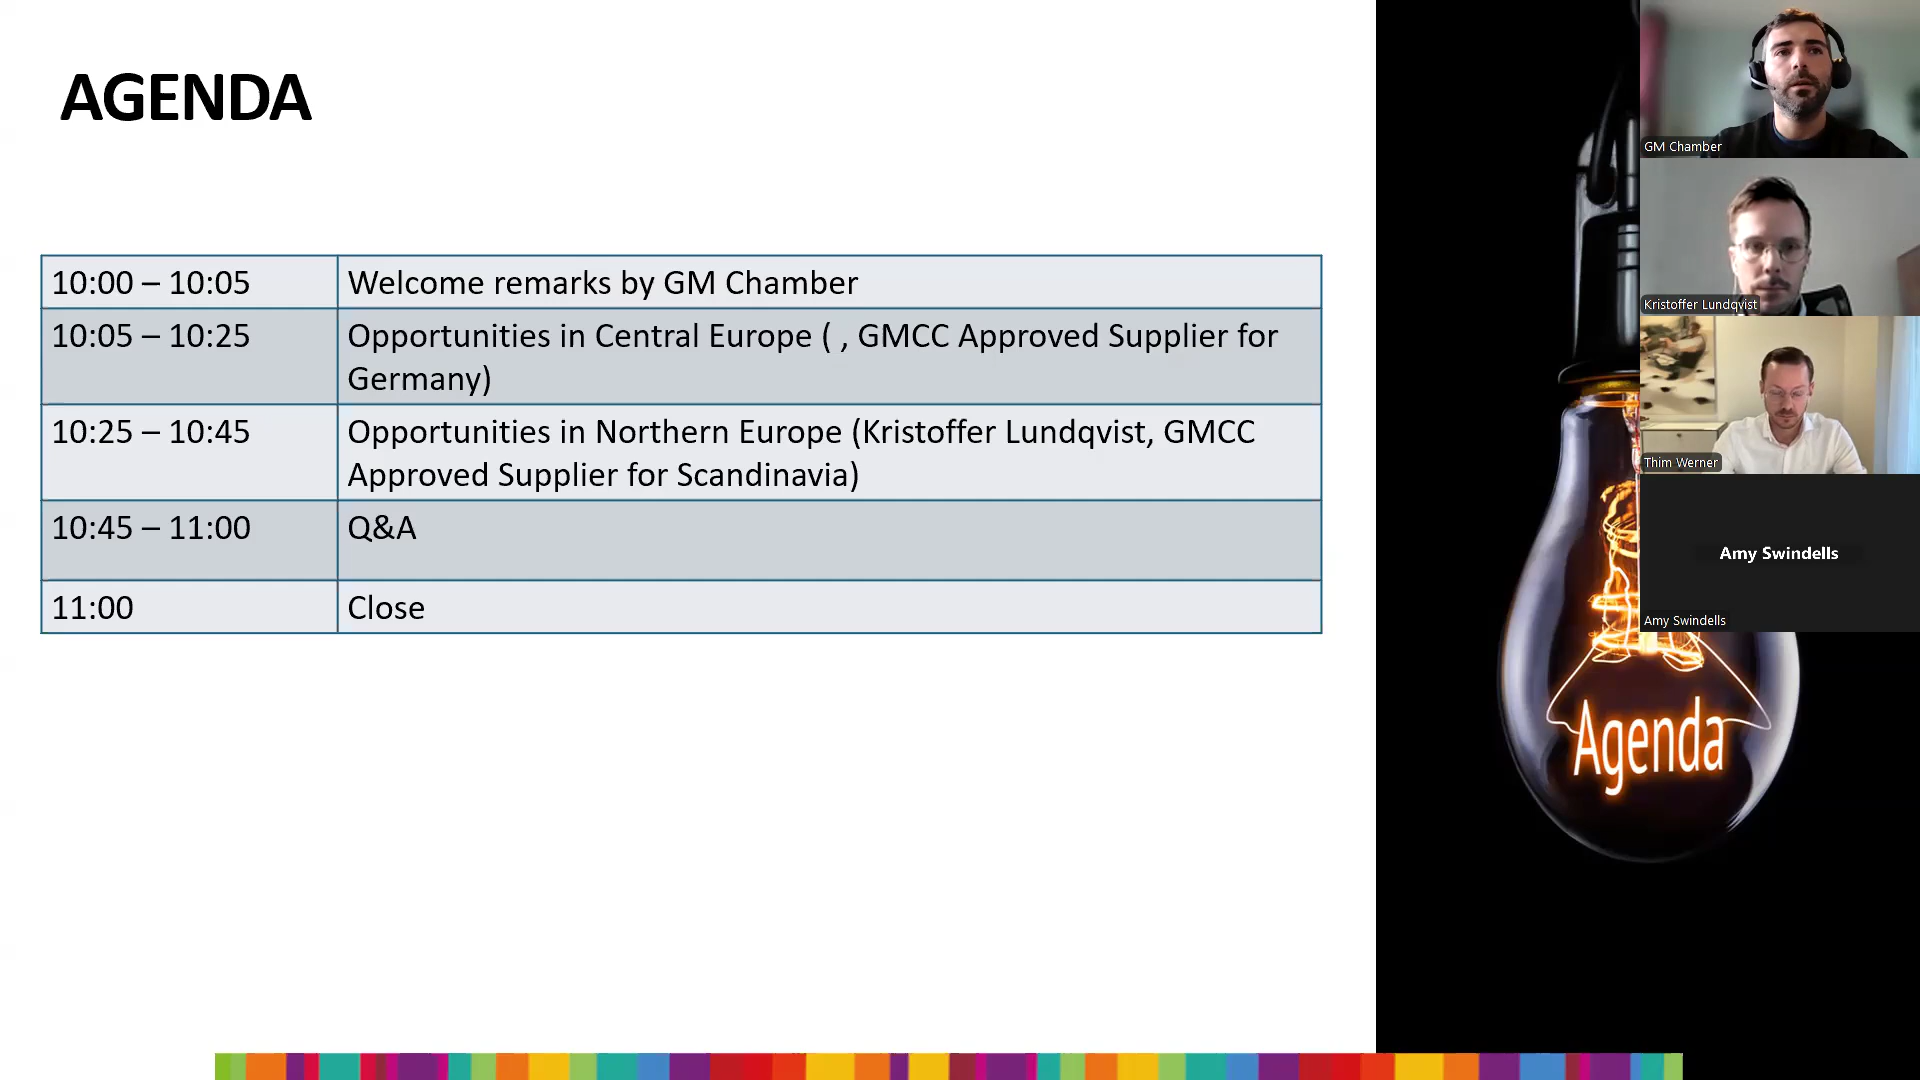 AGENDA
10:00 – 10:05
Welcome remarks by GM Chamber
10:05 – 10:25
Opportunities in Central Europe ( , GMCC Approved Supplier for
Germany)
10:25 – 10:45
Opportunities in Northern Europe (Kristoffer Lundqvist, GMCC
Approved Supplier for Scandinavia)
10:45 – 11:00
Q&A
11:00
Close
GM Chamber
Kristoffer Lundqvist
Thim Werner
Amy Swindells
Amy Swindells
Agenda